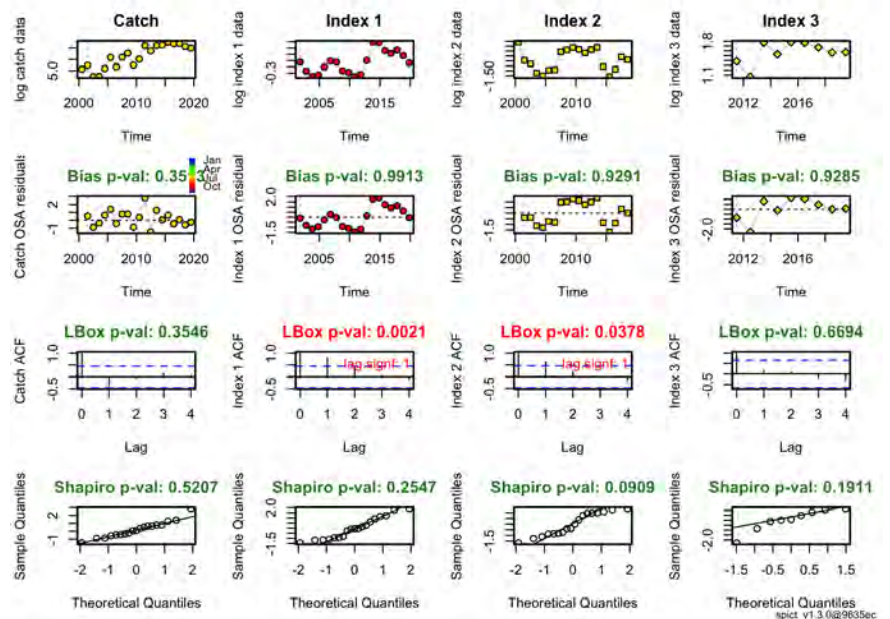 Catch Index 1 Index 2 Index 3
log catch data
5.0
2000 2010 2020
Time
log index 1 data
-0.3
2005 2015
Time
log index 2 data
-1.50
2000 2010
Time
log index 3 data
1.1 1.8
2012 2016
Time
Bias p-val: 0.3513
Jan
Apr
Jul
Oct
Catch OSA residuals
-1 2
2000 2010 2020
Time
Bias p-val: 0.9913
Index 1 OSA residual
-1.5 2.0
2005 2015
Time
Bias p-val: 0.9291
Index 2 OSA residual
-1.5
2000 2010
Time
Bias p-val: 0.9285
Index 3 OSA residual
-2.0
2012 2016
Time
LBox p-val: 0.3546
Catch ACF
-0.5 1.0
0 1 2 3 4
Lag
LBox p-val: 0.0021
lag signf: 1
Index 1 ACF
-0.5 1.0
0 1 2 3 4
Lag
LBox p-val: 0.0378
lag signf: 1
Index 2 ACF
-0.5 1.0
0 1 2 3 4
Lag
LBox p-val: 0.6694
Index 3 ACF
-0.5
0 1 2 3 4
Lag
Shapiro p-val: 0.5207
Sample Quantiles
-1 2
-2 -1 0 1 2
Theoretical Quantiles
Shapiro p-val: 0.2547
Sample Quantiles
-1.5 2.0
-2 -1 0 1 2
Theoretical Quantiles
Shapiro p-val: 0.0909
Sample Quantiles
-1.5
-2 -1 0 1 2
Theoretical Quantiles
Shapiro p-val: 0.1911
Sample Quantiles
-2.0
-1.5 -0.5 0.5 1.5
Theoretical Quantiles
spict_v1.3.0@9635ec